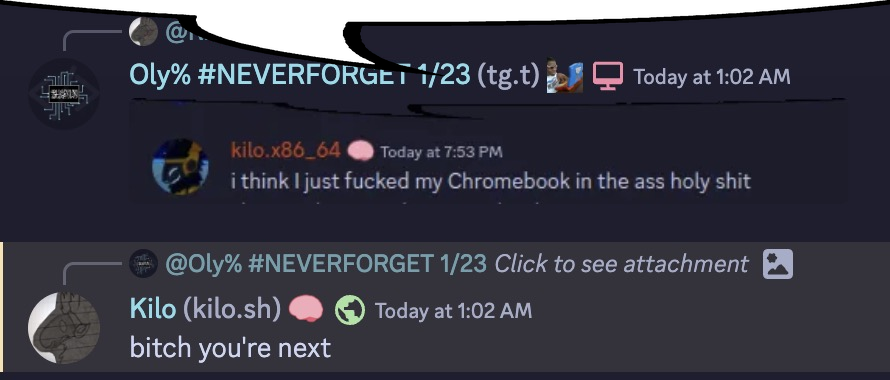 Oly% #NEVERFORGET 1/23 (tg.t) Today at 1:02 AM
kilo.x86_64 Today at 7:53 PM
i think I just fucked my Chromebook in the ass holy shit
@Oly% #NEVERFORGET 1/23 Click to see attachment
Kilo (kilo.sh) Today at 1:02 AM
bitch you're next